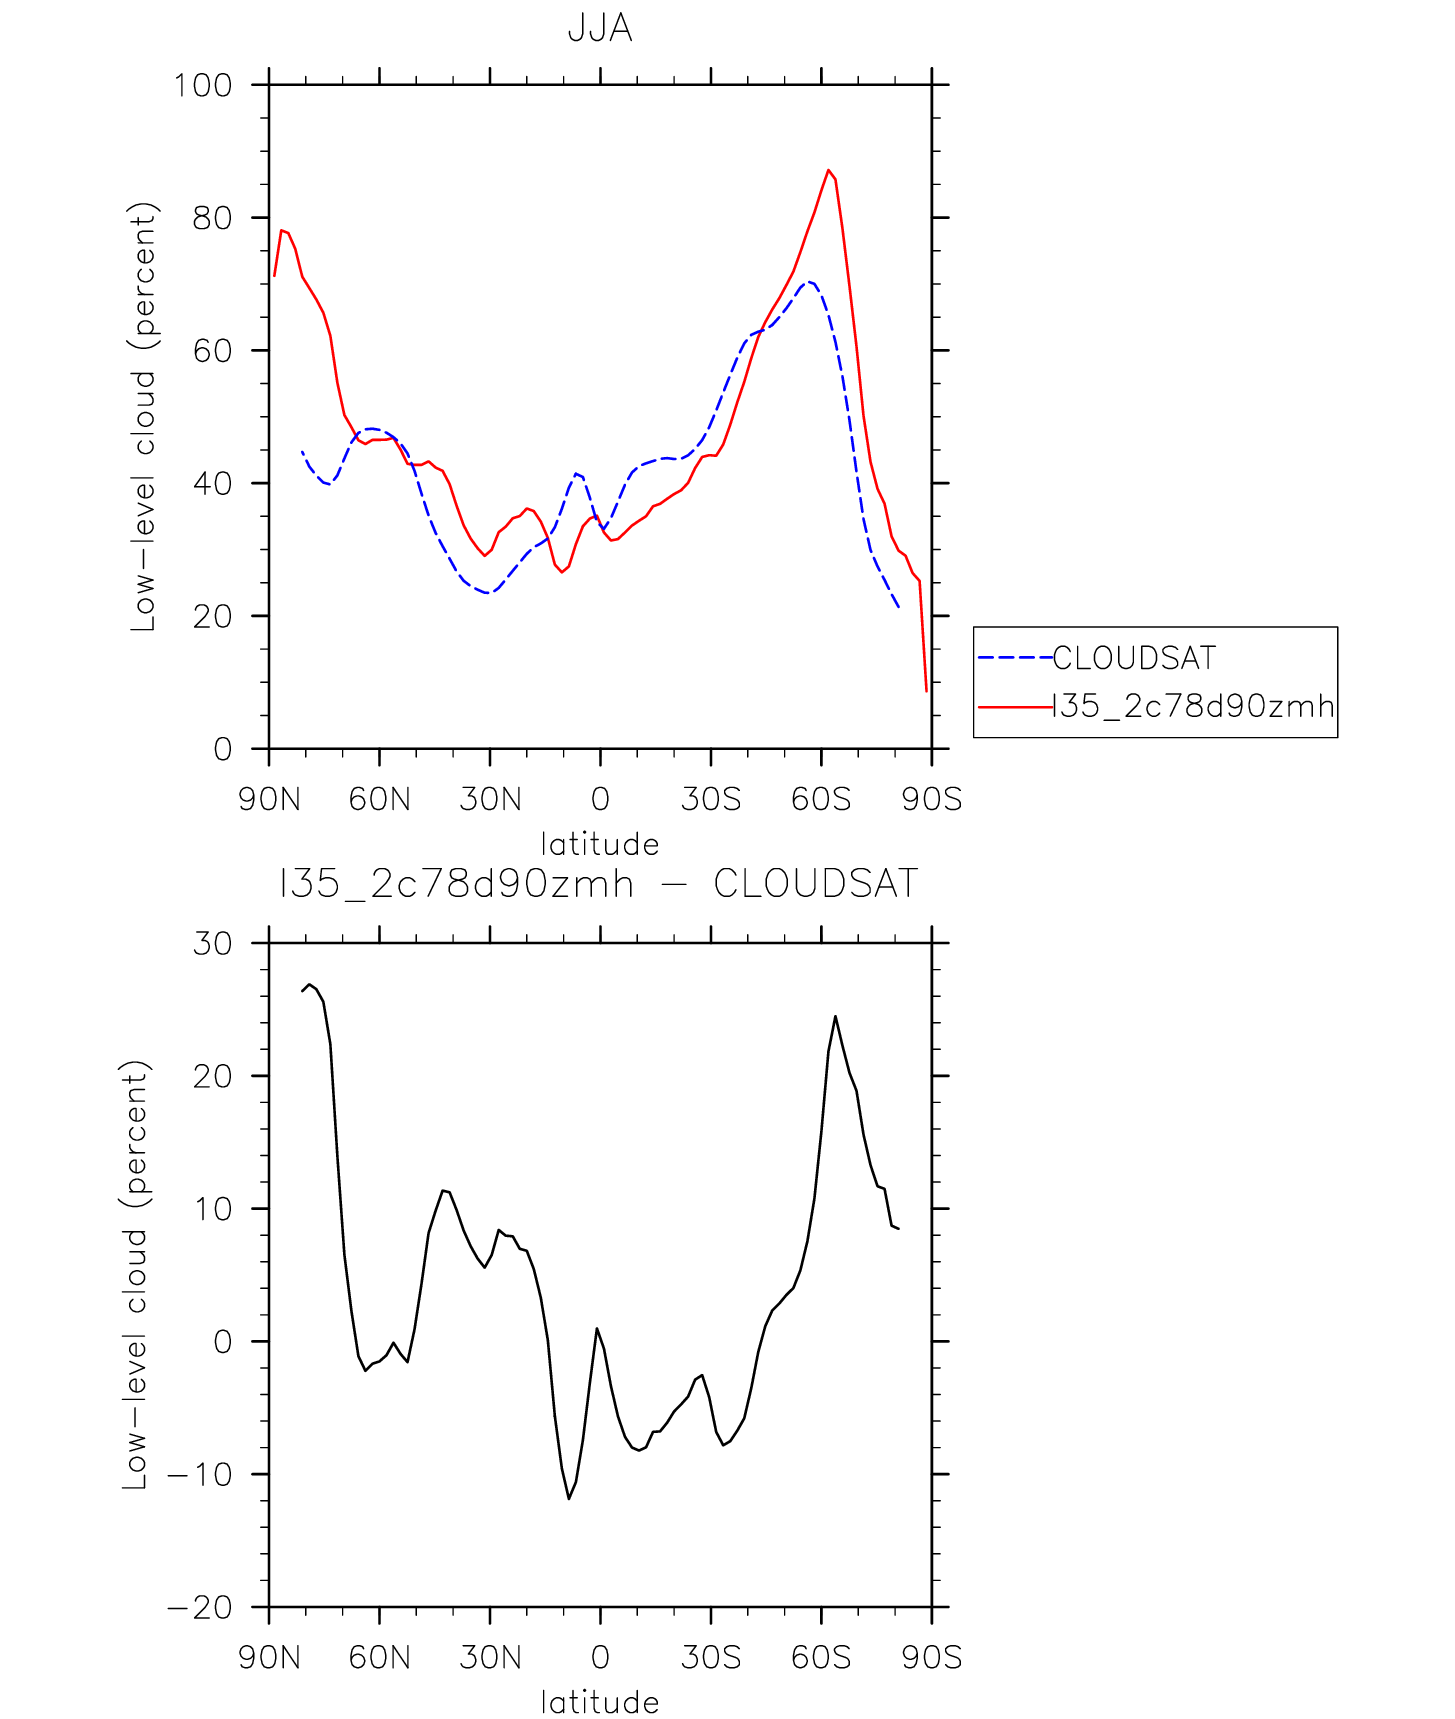 JJA
100
80
60
40
20
0
Low-level cloud (percent)
90N 60N 30N 0 30S 60S 90S
latitude
CLOUDSAT
I35_2c78d90zmh
I35_2c78d90zmh - CLOUDSAT
30
20
10
0
-10
-20
Low-level cloud (percent)
90N 60N 30N 0 30S 60S 90S
latitude